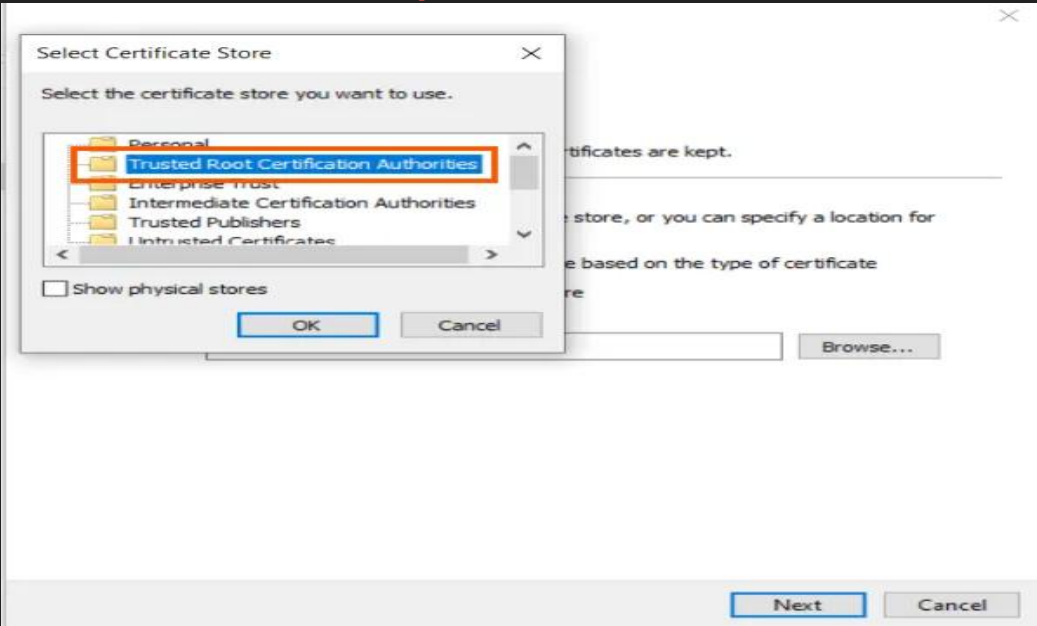 Select Certificate Store
Select the certificate store you want to use.
Personal
Trusted Root Certification Authorities
Enterprise Trust
Intermediate Certification Authorities
Trusted Publishers
Untrusted Certificates
Show physical stores
OK Cancel
tificates are kept.
store, or you can specify a location for
e based on the type of certificate
re
Browse...
Next Cancel